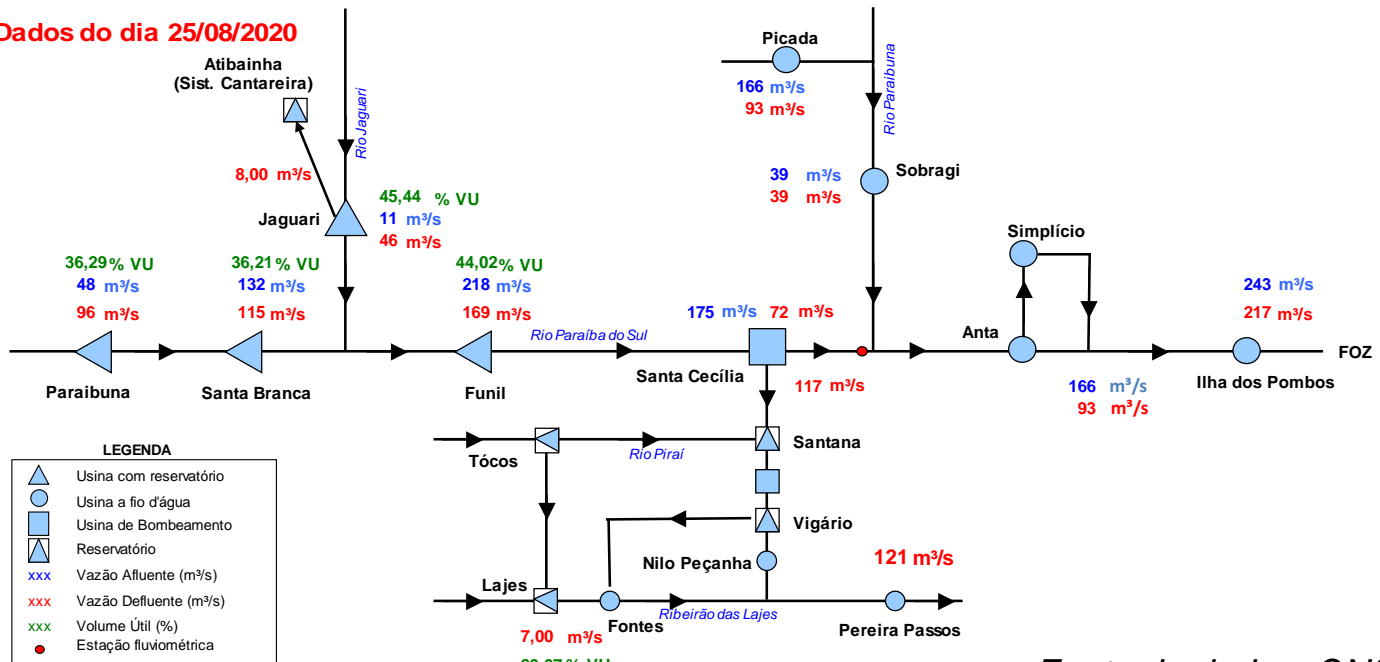 Dados do dia 25/08/2020
Atibainha
(Sist. Cantareira)
Rio Jaguari
8,00 m³/s
Jaguari
45,44 % VU
11 m³/s
46 m³/s
Picada
166 m³/s
93 m³/s
Rio Paraibuna
39 m³/s
39 m³/s
Sobragi
36,29% VU
48 m³/s
96 m³/s
Paraibuna
36,21% VU
132 m³/s
115 m³/s
Santa Branca
44,02% VU
218 m³/s
169 m³/s
Funil
Rio Paraíba do Sul
175 m³/s 72 m³/s
Santa Cecília
117 m³/s
Simplício
Anta
166 m³/s
93 m³/s
243 m³/s
217 m³/s
Ilha dos Pombos
FOZ
Tócos
Rio Piraí
Santana
Vigário
Nilo Peçanha
121 m³/s
Lajes
Fontes
Ribeirão das Lajes
Pereira Passos
7,00 m³/s
LEGENDA
Usina com reservatório
Usina a fio d'água
Usina de Bombeamento
Reservatório
xxx Vazão Afluente (m³/s)
xxx Vazão Defluente (m³/s)
xxx Volume Útil (%)
Estação fluviométrica